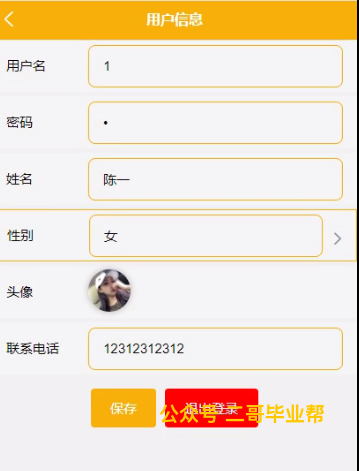 用户信息
用户名 1
密码 •
姓名 陈一
性别 女
头像
联系电话 12312312312
保存 退出登录
公众号 二哥毕业帮